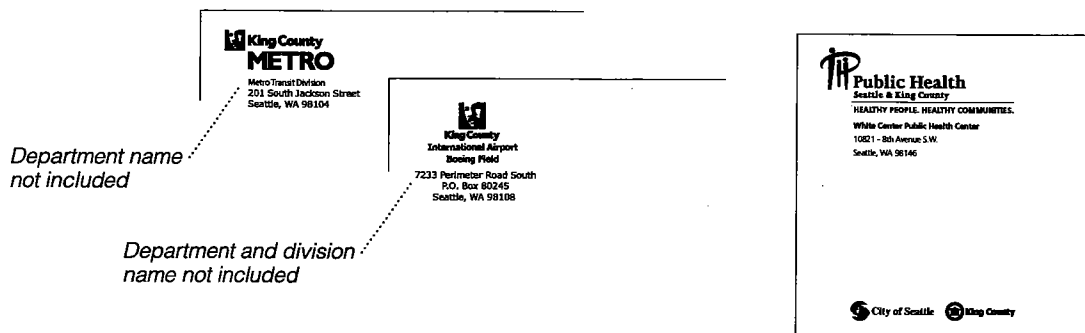 King County
METRO
Metro Transit Division
201 South Jackson Street
Seattle, WA 98104
Department name
not included
King County
International Airport
Boeing Field
7233 Perimeter Road South
P.O. Box 80245
Seattle, WA 98108
Department and division
name not included
Public Health
Seattle & King County
HEALTHY PEOPLE. HEALTHY COMMUNITIES.
White Center Public Health Center
10821 – 8th Avenue S.W.
Seattle, WA 98146
City of Seattle
King County